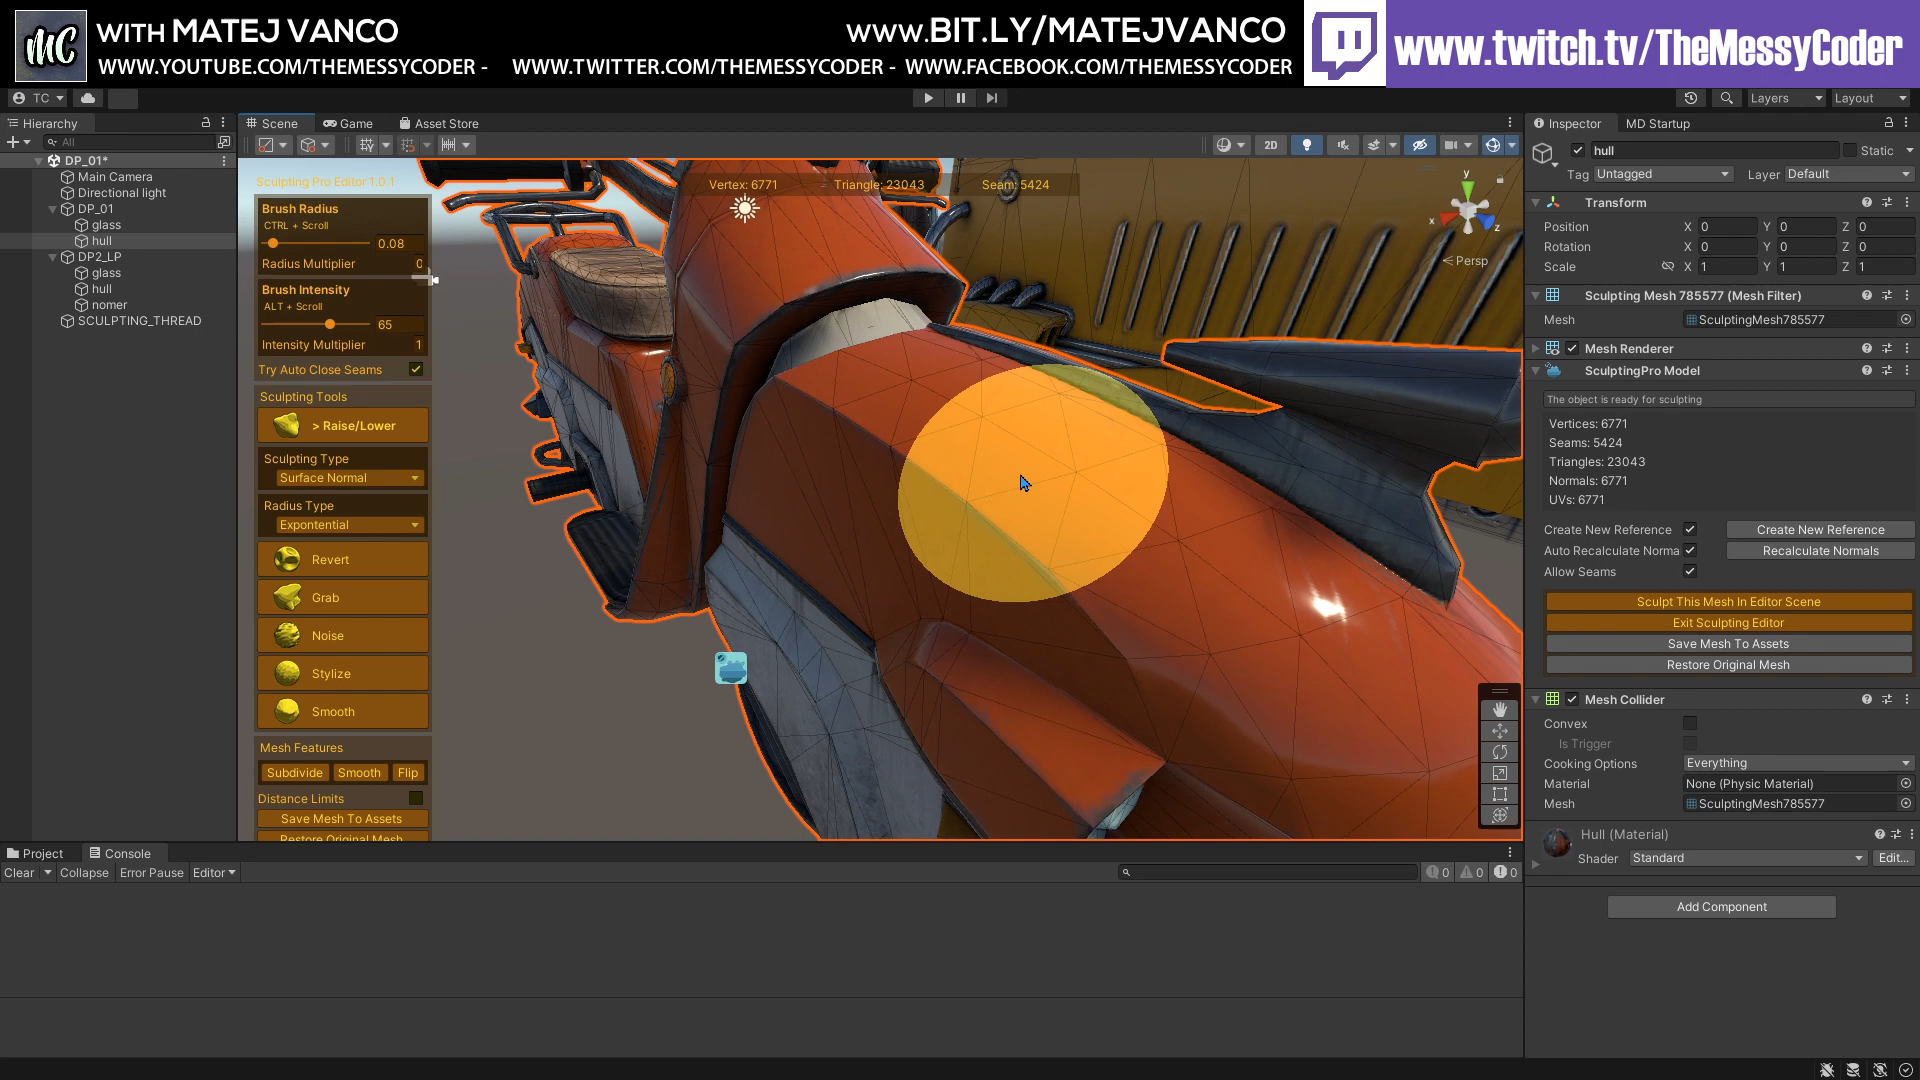 MC
WITH MATEJ VANCO
WWW.YOUTUBE.COM/THEMESSYCODER - WWW.TWITTER.COM/THEMESSYCODER - WWW.FACEBOOK.COM/THEMESSYCODER
WWW.BIT.LY/MATEJVANCO
www.twitch.tv/TheMessyCoder
TC
Layers
Layout
Hierarchy
All
DP_01*
Main Camera
Directional light
DP_01
glass
hull
DP2_LP
glass
hull
nomer
SCULPTING_THREAD
Scene
Game
Asset Store
2D
Sculpting Pro Editor 1.0.1
Vertex: 6771
Triangle: 23043
Seam: 5424
Brush Radius
CTRL + Scroll
0.08
Radius Multiplier 0
Brush Intensity
ALT + Scroll
65
Intensity Multiplier 1
Try Auto Close Seams
Sculpting Tools
> Raise/Lower
Sculpting Type
Surface Normal
Radius Type
Expontential
Revert
Grab
Noise
Stylize
Smooth
Mesh Features
Subdivide Smooth Flip
Distance Limits
Save Mesh To Assets
Restore Original Mesh
y
x
z
Persp
Inspector
MD Startup
hull
Static
Tag Untagged
Layer Default
Transform
Position X 0 Y 0 Z 0
Rotation X 0 Y 0 Z 0
Scale X 1 Y 1 Z 1
Sculpting Mesh 785577 (Mesh Filter)
Mesh SculptingMesh785577
Mesh Renderer
SculptingPro Model
The object is ready for sculpting
Vertices: 6771
Seams: 5424
Triangles: 23043
Normals: 6771
UVs: 6771
Create New Reference
Create New Reference
Auto Recalculate Norma
Recalculate Normals
Allow Seams
Sculpt This Mesh In Editor Scene
Exit Sculpting Editor
Save Mesh To Assets
Restore Original Mesh
Mesh Collider
Convex
Is Trigger
Cooking Options Everything
Material None (Physic Material)
Mesh SculptingMesh785577
Hull (Material)
Shader Standard Edit...
Add Component
Project
Console
Clear
Collapse
Error Pause
Editor
0
0
0